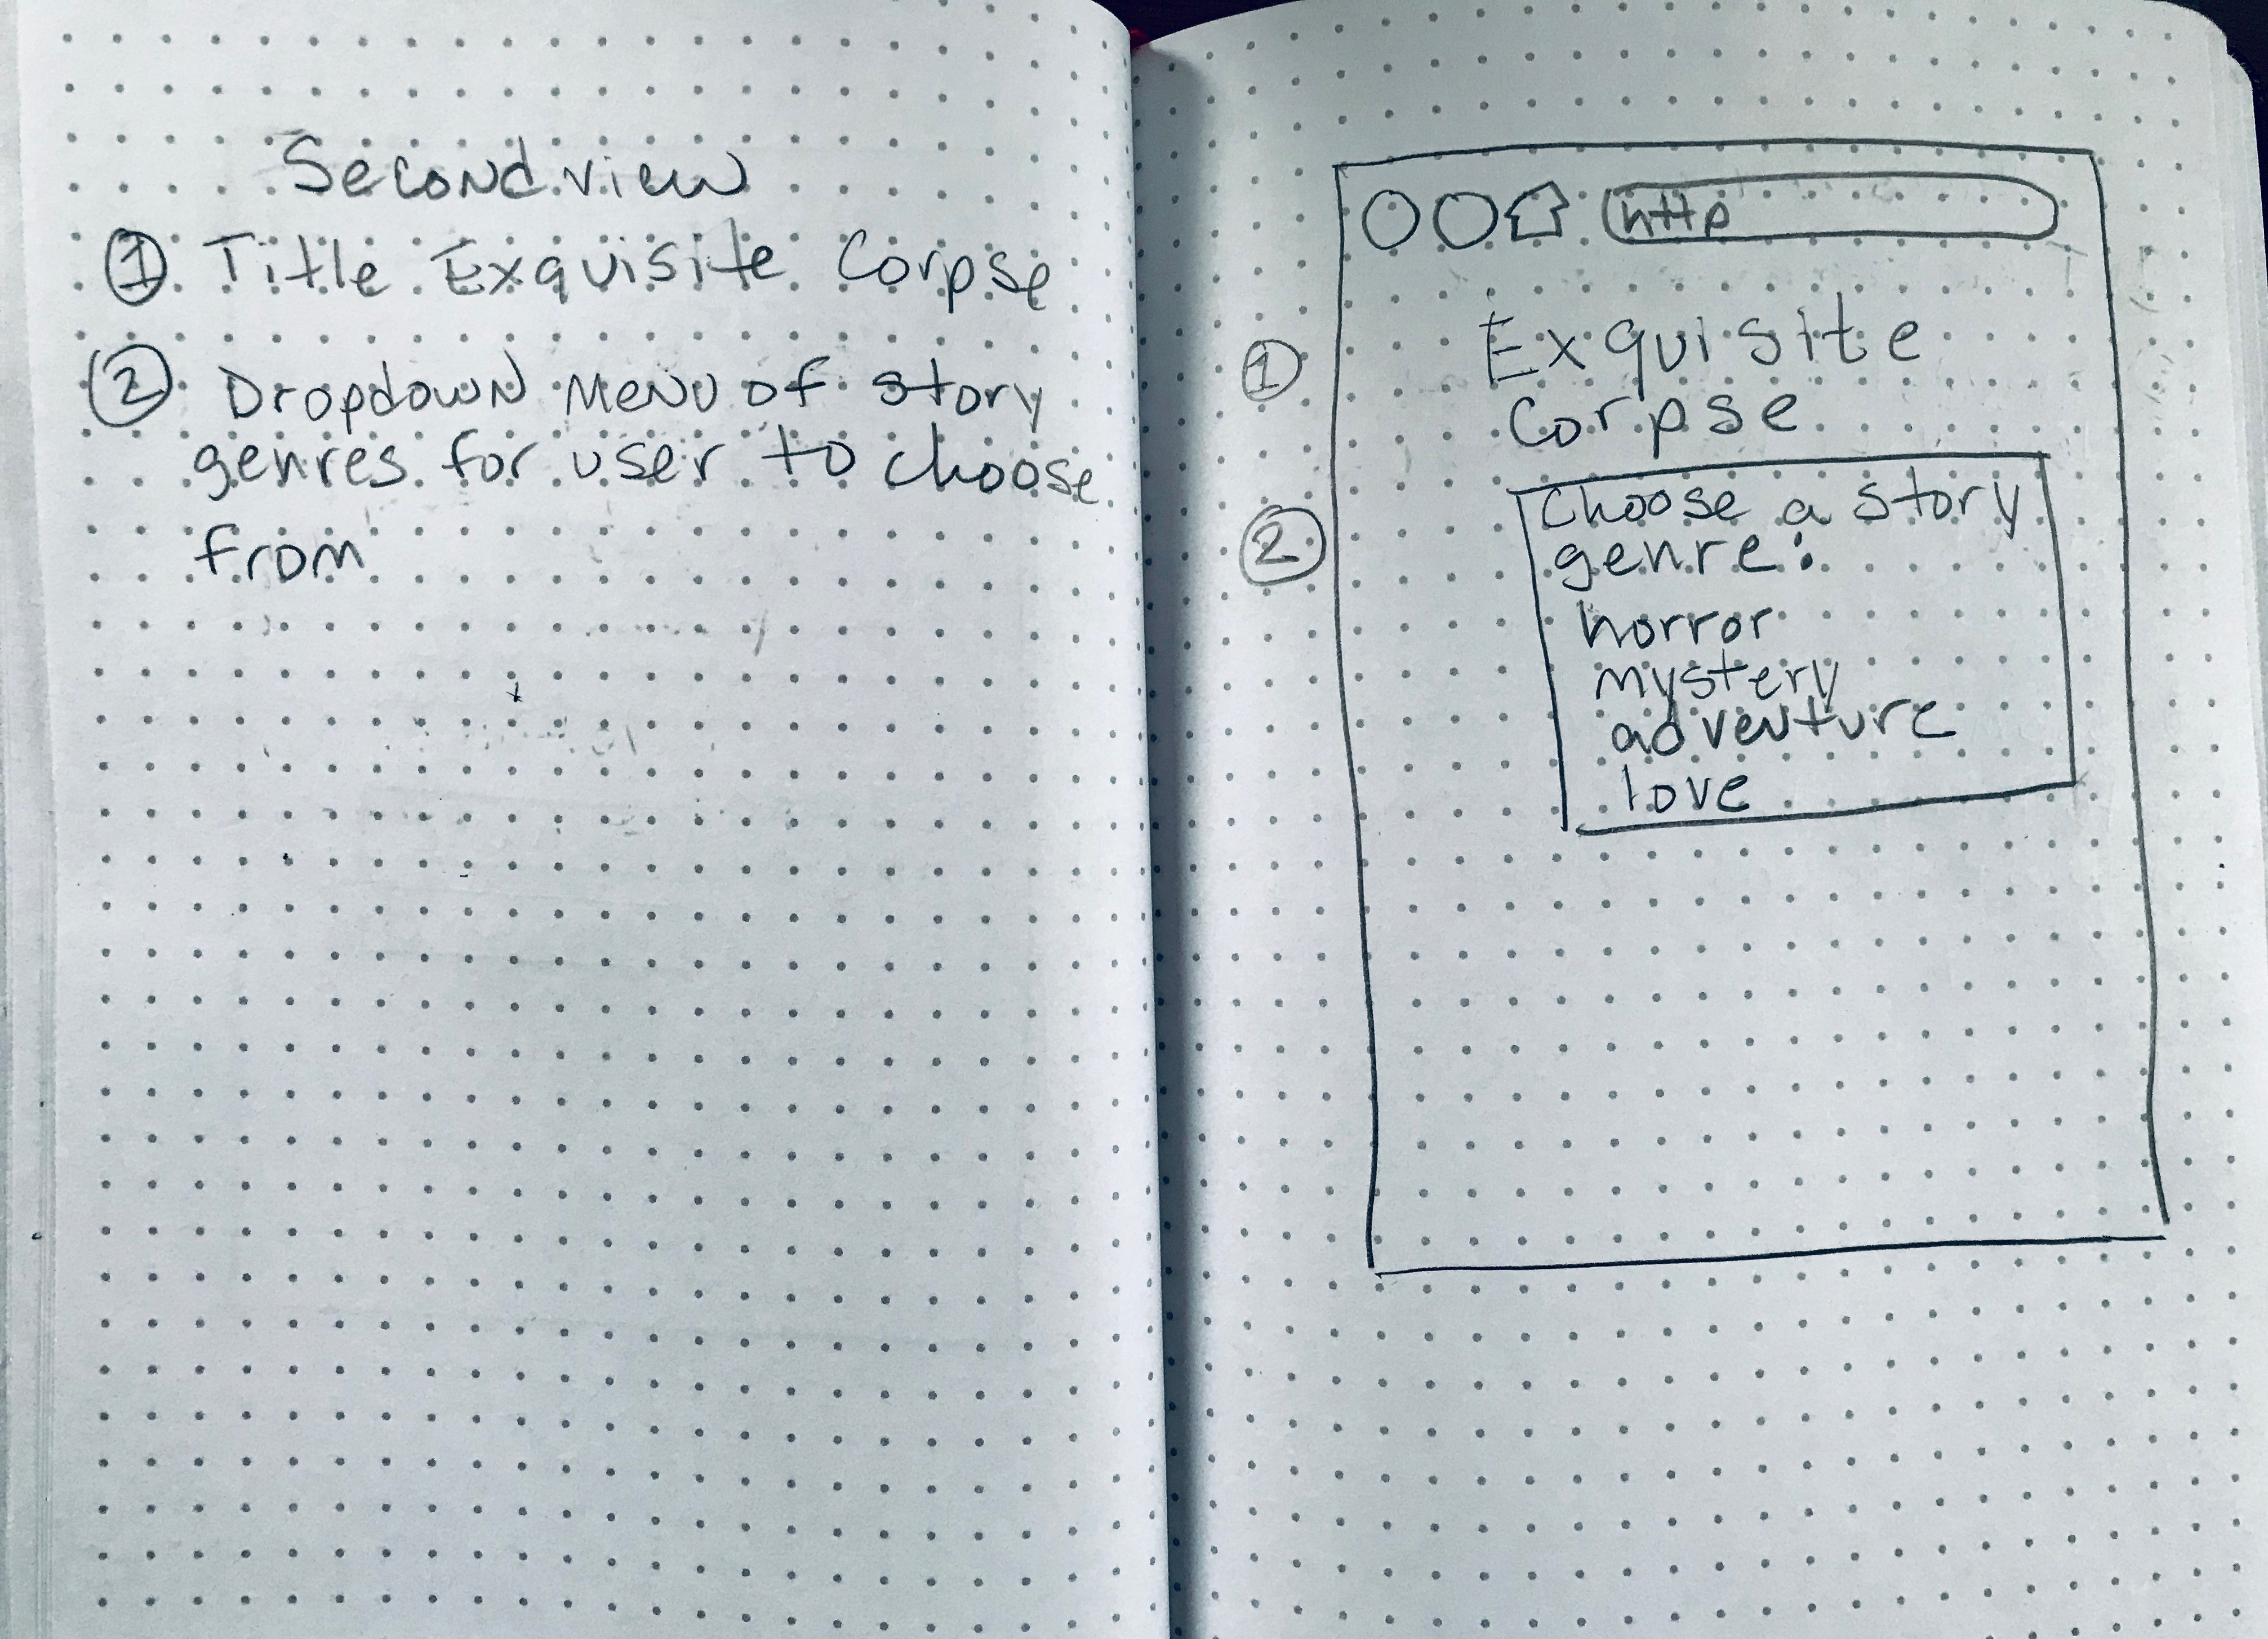 Second view
① Title Exquisite Corpse
② Dropdown Menu of story
genres for user to choose
from
http
① Exquisite
Corpse
② Choose a story
genre:
horror
mystery
adventure
love